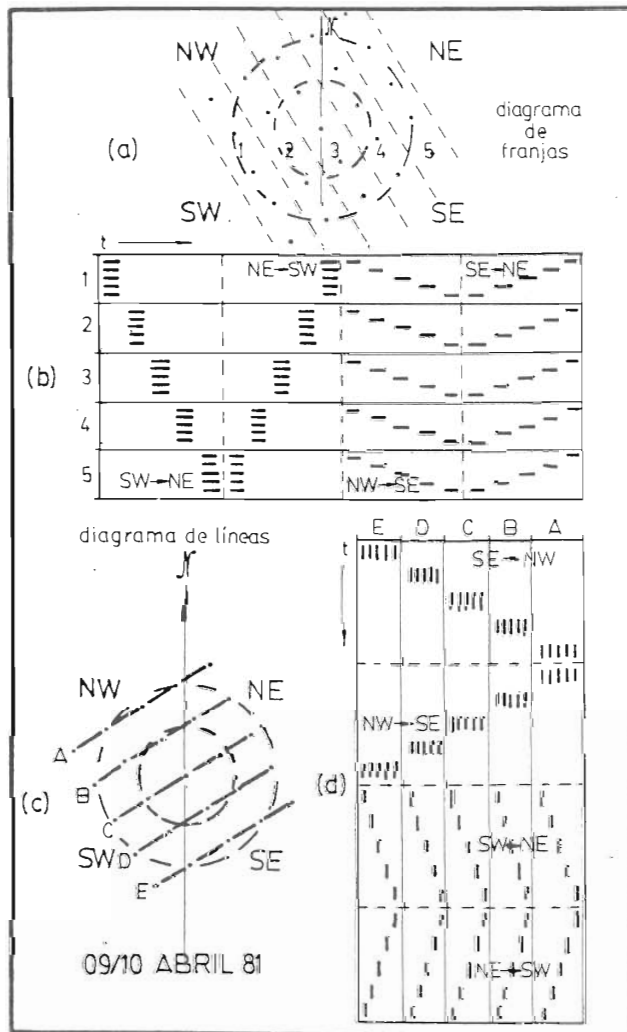 N
NW NE
diagrama
de
franjas
(a) 1 2 3 4 5
SW SE
t
1 NE→SW SE→NE
2
(b) 3
4
5 SW→NE NW→SE
diagrama de líneas
N
NW NE
A
B
(c) C
SW D SE
E
09/10 ABRIL 81
E D C B A
t SE→NW
NW→SE
(d)
SW→NE
NE→SW